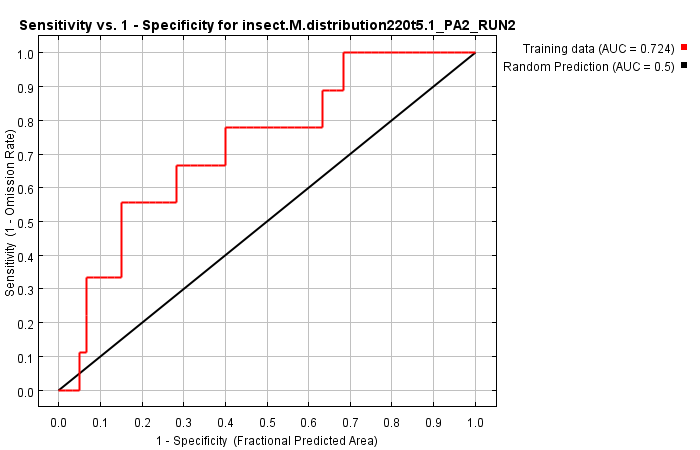 Sensitivity vs. 1 - Specificity for insect.M.distribution220t5.1_PA2_RUN2
Training data (AUC = 0.724)
Random Prediction (AUC = 0.5)
Sensitivity (1 - Omission Rate)
1.0
0.9
0.8
0.7
0.6
0.5
0.4
0.3
0.2
0.1
0.0
0.0 0.1 0.2 0.3 0.4 0.5 0.6 0.7 0.8 0.9 1.0
1 - Specificity (Fractional Predicted Area)